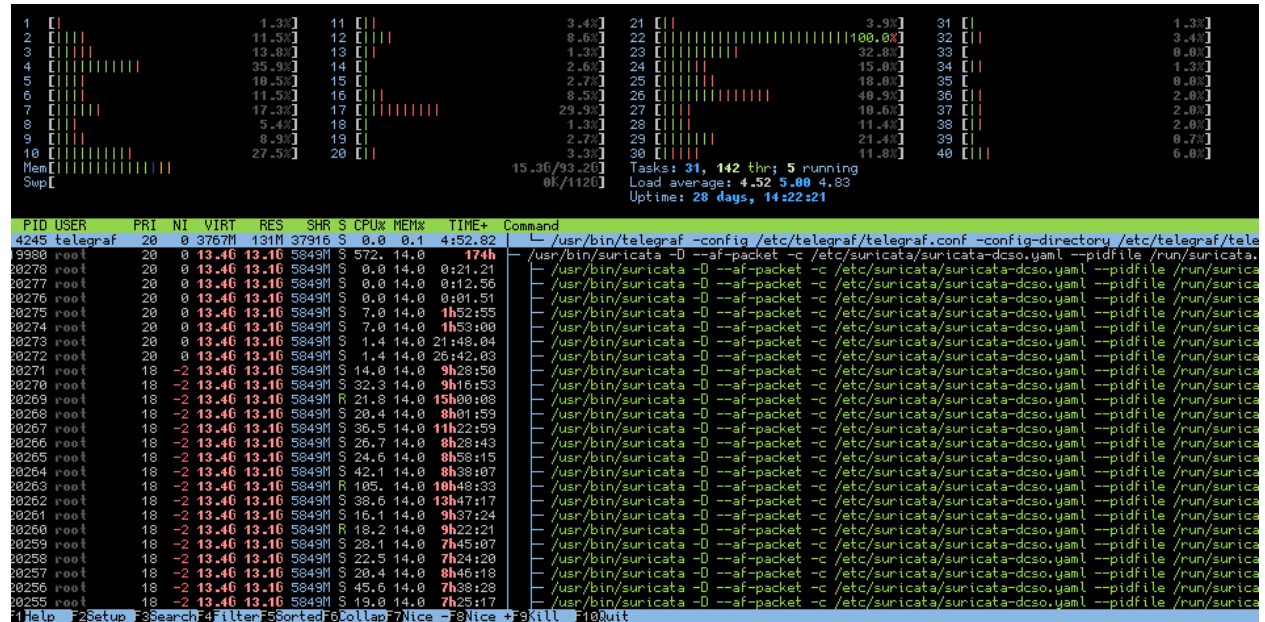 1 [| 1.3%] 11 [|| 3.4%] 21 [|| 3.9%] 31 [| 1.3%]
2 [|||| 11.5%] 12 [|||| 8.6%] 22 [||||||||||||||||||||||||100.0%] 32 [|| 3.4%]
3 [||||| 13.8%] 13 [|| 1.3%] 23 [|||||||||| 32.8%] 33 [ 0.0%]
4 [||||||||||| 35.9%] 14 [| 2.6%] 24 [|||||| 15.0%] 34 [|| 1.3%]
5 [|||| 10.5%] 15 [| 2.7%] 25 [|||||| 18.0%] 35 [ 0.0%]
6 [|||| 11.5%] 16 [||| 8.5%] 26 [|||||||||||||| 40.9%] 36 [|| 2.0%]
7 [|||||| 17.3%] 17 [|||||||||| 29.9%] 27 [|||| 10.6%] 37 [|| 2.0%]
8 [||| 5.4%] 18 [| 1.3%] 28 [|||| 11.4%] 38 [|| 2.0%]
9 [|||| 8.9%] 19 [| 2.7%] 29 [||||||| 21.4%] 39 [| 0.7%]
10 [|||||||||| 27.5%] 20 [|| 3.3%] 30 [||||| 11.8%] 40 [||| 6.0%]
Mem[|||||||||||||||| 15.3G/93.2G] Tasks: 31, 142 thr; 5 running
Swp[ 0K/112G] Load average: 4.52 5.00 4.83
Uptime: 28 days, 14:22:21
PID USER PRI NI VIRT RES SHR S CPU% MEM% TIME+ Command
4245 telegraf 20 0 3767M 131M 37916 S 0.0 0.1 4:52.82 └─ /usr/bin/telegraf -config /etc/telegraf/telegraf.conf -config-directory /etc/telegraf/tele
19980 root 20 0 13.4G 13.1G 5849M S 572. 14.0 174h ├─ /usr/bin/suricata -D --af-packet -c /etc/suricata/suricata-dcso.yaml --pidfile /run/suricata.
20278 root 20 0 13.4G 13.1G 5849M S 0.0 14.0 0:21.21 ├─ /usr/bin/suricata -D --af-packet -c /etc/suricata/suricata-dcso.yaml --pidfile /run/surica
20277 root 20 0 13.4G 13.1G 5849M S 0.0 14.0 0:12.56 ├─ /usr/bin/suricata -D --af-packet -c /etc/suricata/suricata-dcso.yaml --pidfile /run/surica
20276 root 20 0 13.4G 13.1G 5849M S 0.0 14.0 0:01.51 ├─ /usr/bin/suricata -D --af-packet -c /etc/suricata/suricata-dcso.yaml --pidfile /run/surica
20275 root 20 0 13.4G 13.1G 5849M S 7.0 14.0 1h52:55 ├─ /usr/bin/suricata -D --af-packet -c /etc/suricata/suricata-dcso.yaml --pidfile /run/surica
20274 root 20 0 13.4G 13.1G 5849M S 7.0 14.0 1h53:00 ├─ /usr/bin/suricata -D --af-packet -c /etc/suricata/suricata-dcso.yaml --pidfile /run/surica
20273 root 20 0 13.4G 13.1G 5849M S 1.4 14.0 21:48.04 ├─ /usr/bin/suricata -D --af-packet -c /etc/suricata/suricata-dcso.yaml --pidfile /run/surica
20272 root 20 0 13.4G 13.1G 5849M S 1.4 14.0 26:42.03 ├─ /usr/bin/suricata -D --af-packet -c /etc/suricata/suricata-dcso.yaml --pidfile /run/surica
20271 root 18 -2 13.4G 13.1G 5849M S 14.0 14.0 9h28:50 ├─ /usr/bin/suricata -D --af-packet -c /etc/suricata/suricata-dcso.yaml --pidfile /run/surica
20270 root 18 -2 13.4G 13.1G 5849M S 32.3 14.0 9h16:53 ├─ /usr/bin/suricata -D --af-packet -c /etc/suricata/suricata-dcso.yaml --pidfile /run/surica
20269 root 18 -2 13.4G 13.1G 5849M R 21.8 14.0 15h00:08 ├─ /usr/bin/suricata -D --af-packet -c /etc/suricata/suricata-dcso.yaml --pidfile /run/surica
20268 root 18 -2 13.4G 13.1G 5849M S 20.4 14.0 8h01:59 ├─ /usr/bin/suricata -D --af-packet -c /etc/suricata/suricata-dcso.yaml --pidfile /run/surica
20267 root 18 -2 13.4G 13.1G 5849M S 36.5 14.0 11h22:59 ├─ /usr/bin/suricata -D --af-packet -c /etc/suricata/suricata-dcso.yaml --pidfile /run/surica
20266 root 18 -2 13.4G 13.1G 5849M S 26.7 14.0 8h28:43 ├─ /usr/bin/suricata -D --af-packet -c /etc/suricata/suricata-dcso.yaml --pidfile /run/surica
20265 root 18 -2 13.4G 13.1G 5849M S 24.6 14.0 8h58:15 ├─ /usr/bin/suricata -D --af-packet -c /etc/suricata/suricata-dcso.yaml --pidfile /run/surica
20264 root 18 -2 13.4G 13.1G 5849M S 42.1 14.0 8h38:07 ├─ /usr/bin/suricata -D --af-packet -c /etc/suricata/suricata-dcso.yaml --pidfile /run/surica
20263 root 18 -2 13.4G 13.1G 5849M R 105. 14.0 10h48:33 ├─ /usr/bin/suricata -D --af-packet -c /etc/suricata/suricata-dcso.yaml --pidfile /run/surica
20262 root 18 -2 13.4G 13.1G 5849M S 38.6 14.0 13h47:17 ├─ /usr/bin/suricata -D --af-packet -c /etc/suricata/suricata-dcso.yaml --pidfile /run/surica
20261 root 18 -2 13.4G 13.1G 5849M S 16.1 14.0 9h37:24 ├─ /usr/bin/suricata -D --af-packet -c /etc/suricata/suricata-dcso.yaml --pidfile /run/surica
20260 root 18 -2 13.4G 13.1G 5849M R 18.2 14.0 9h22:21 ├─ /usr/bin/suricata -D --af-packet -c /etc/suricata/suricata-dcso.yaml --pidfile /run/surica
20259 root 18 -2 13.4G 13.1G 5849M S 28.1 14.0 7h45:07 ├─ /usr/bin/suricata -D --af-packet -c /etc/suricata/suricata-dcso.yaml --pidfile /run/surica
20258 root 18 -2 13.4G 13.1G 5849M S 22.5 14.0 7h24:20 ├─ /usr/bin/suricata -D --af-packet -c /etc/suricata/suricata-dcso.yaml --pidfile /run/surica
20257 root 18 -2 13.4G 13.1G 5849M S 20.4 14.0 8h46:18 ├─ /usr/bin/suricata -D --af-packet -c /etc/suricata/suricata-dcso.yaml --pidfile /run/surica
20256 root 18 -2 13.4G 13.1G 5849M S 45.6 14.0 7h38:28 ├─ /usr/bin/suricata -D --af-packet -c /etc/suricata/suricata-dcso.yaml --pidfile /run/surica
20255 root 18 -2 13.4G 13.1G 5849M S 19.6 14.0 7h25:17 ├─ /usr/bin/suricata -D --af-packet -c /etc/suricata/suricata-dcso.yaml --pidfile /run/surica
F1Help F2Setup F3SearchF4FilterF5SortedF6CollapF7Nice -F8Nice +F9Kill F10Quit